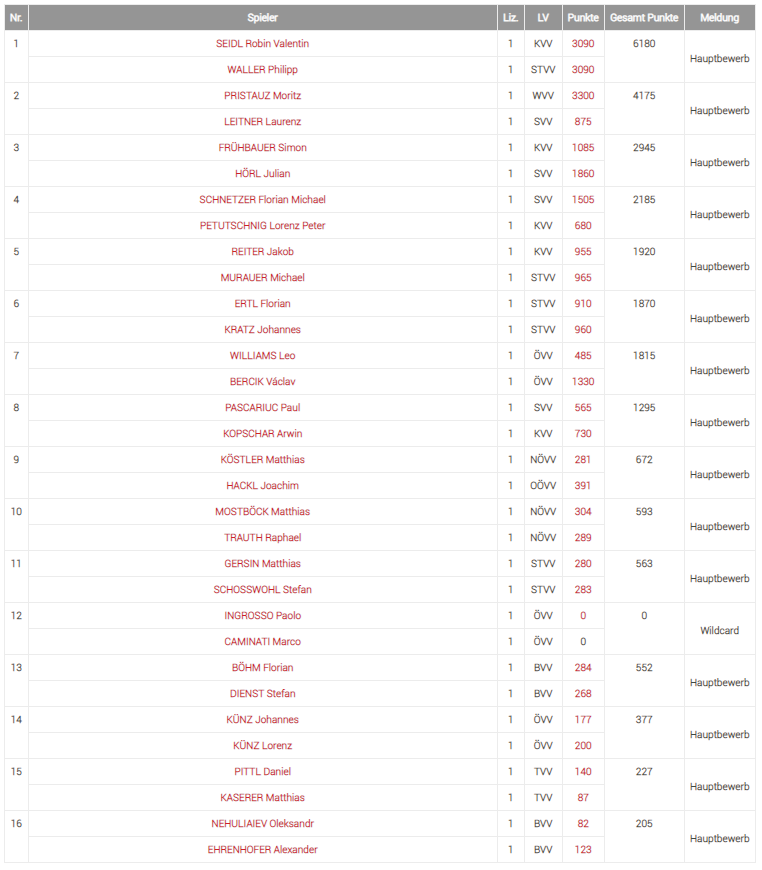 Nr. Spieler Liz. LV Punkte Gesamt Punkte Meldung
1 SEIDL Robin Valentin 1 KVV 3090 6180
Hauptbewerb
WALLER Philipp 1 STVV 3090
2 PRISTAUZ Moritz 1 WVV 3300 4175
Hauptbewerb
LEITNER Laurenz 1 SVV 875
3 FRÜHBAUER Simon 1 KVV 1085 2945
Hauptbewerb
HÖRL Julian 1 SVV 1860
4 SCHNETZER Florian Michael 1 SVV 1505 2185
Hauptbewerb
PETUTSCHNIG Lorenz Peter 1 KVV 680
5 REITER Jakob 1 KVV 955 1920
Hauptbewerb
MURAUER Michael 1 STVV 965
6 ERTL Florian 1 STVV 910 1870
Hauptbewerb
KRATZ Johannes 1 STVV 960
7 WILLIAMS Leo 1 ÖVV 485 1815
Hauptbewerb
BERCIK Václav 1 ÖVV 1330
8 PASCARIUC Paul 1 SVV 565 1295
Hauptbewerb
KOPSCHAR Arwin 1 KVV 730
9 KÖSTLER Matthias 1 NÖVV 281 672
Hauptbewerb
HACKL Joachim 1 OÖVV 391
10 MOSTBÖCK Matthias 1 NÖVV 304 593
Hauptbewerb
TRAUTH Raphael 1 NÖVV 289
11 GERSIN Matthias 1 STVV 280 563
Hauptbewerb
SCHOSSWOHL Stefan 1 STVV 283
12 INGROSSO Paolo 1 ÖVV 0 0
Wildcard
CAMINATI Marco 1 ÖVV 0
13 BÖHM Florian 1 BVV 284 552
Hauptbewerb
DIENST Stefan 1 BVV 268
14 KÜNZ Johannes 1 ÖVV 177 377
Hauptbewerb
KÜNZ Lorenz 1 ÖVV 200
15 PITTL Daniel 1 TVV 140 227
Hauptbewerb
KASERER Matthias 1 TVV 87
16 NEHULIAIEV Oleksandr 1 BVV 82 205
Hauptbewerb
EHRENHOFER Alexander 1 BVV 123